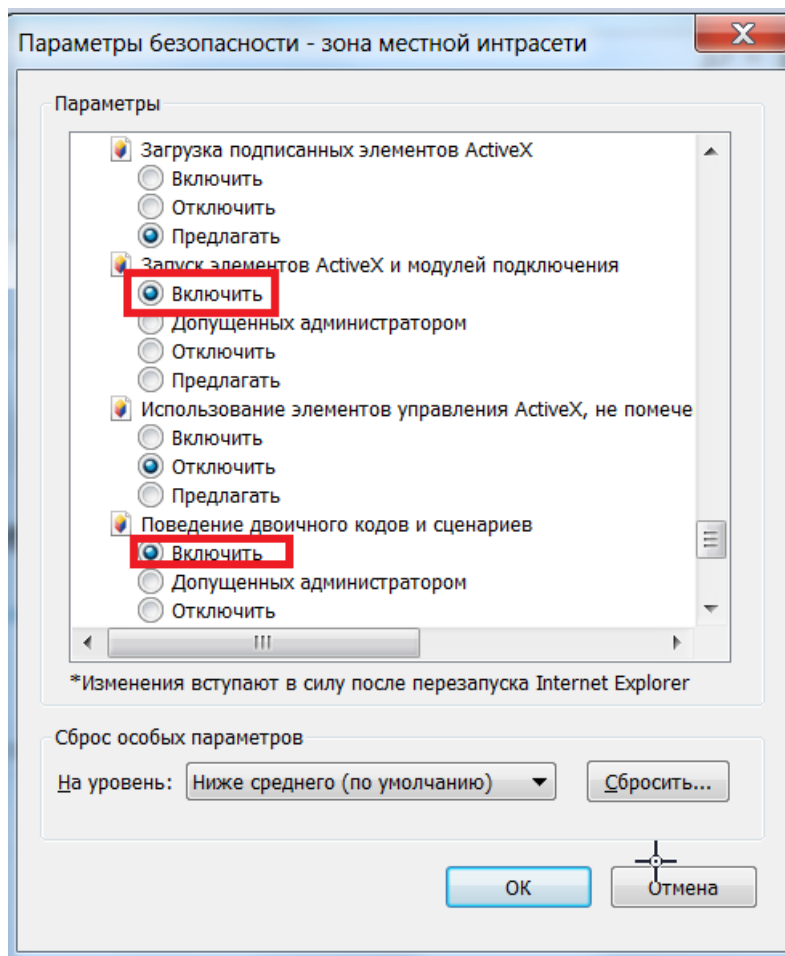 Параметры безопасности - зона местной интрасети
Параметры
Загрузка подписанных элементов ActiveX
Включить
Отключить
Предлагать
Запуск элементов ActiveX и модулей подключения
Включить
Допущенных администратором
Отключить
Предлагать
Использование элементов управления ActiveX, не помече
Включить
Отключить
Предлагать
Поведение двоичного кодов и сценариев
Включить
Допущенных администратором
Отключить
*Изменения вступают в силу после перезапуска Internet Explorer
Сброс особых параметров
На уровень: Ниже среднего (по умолчанию) Сбросить...
ОК Отмена